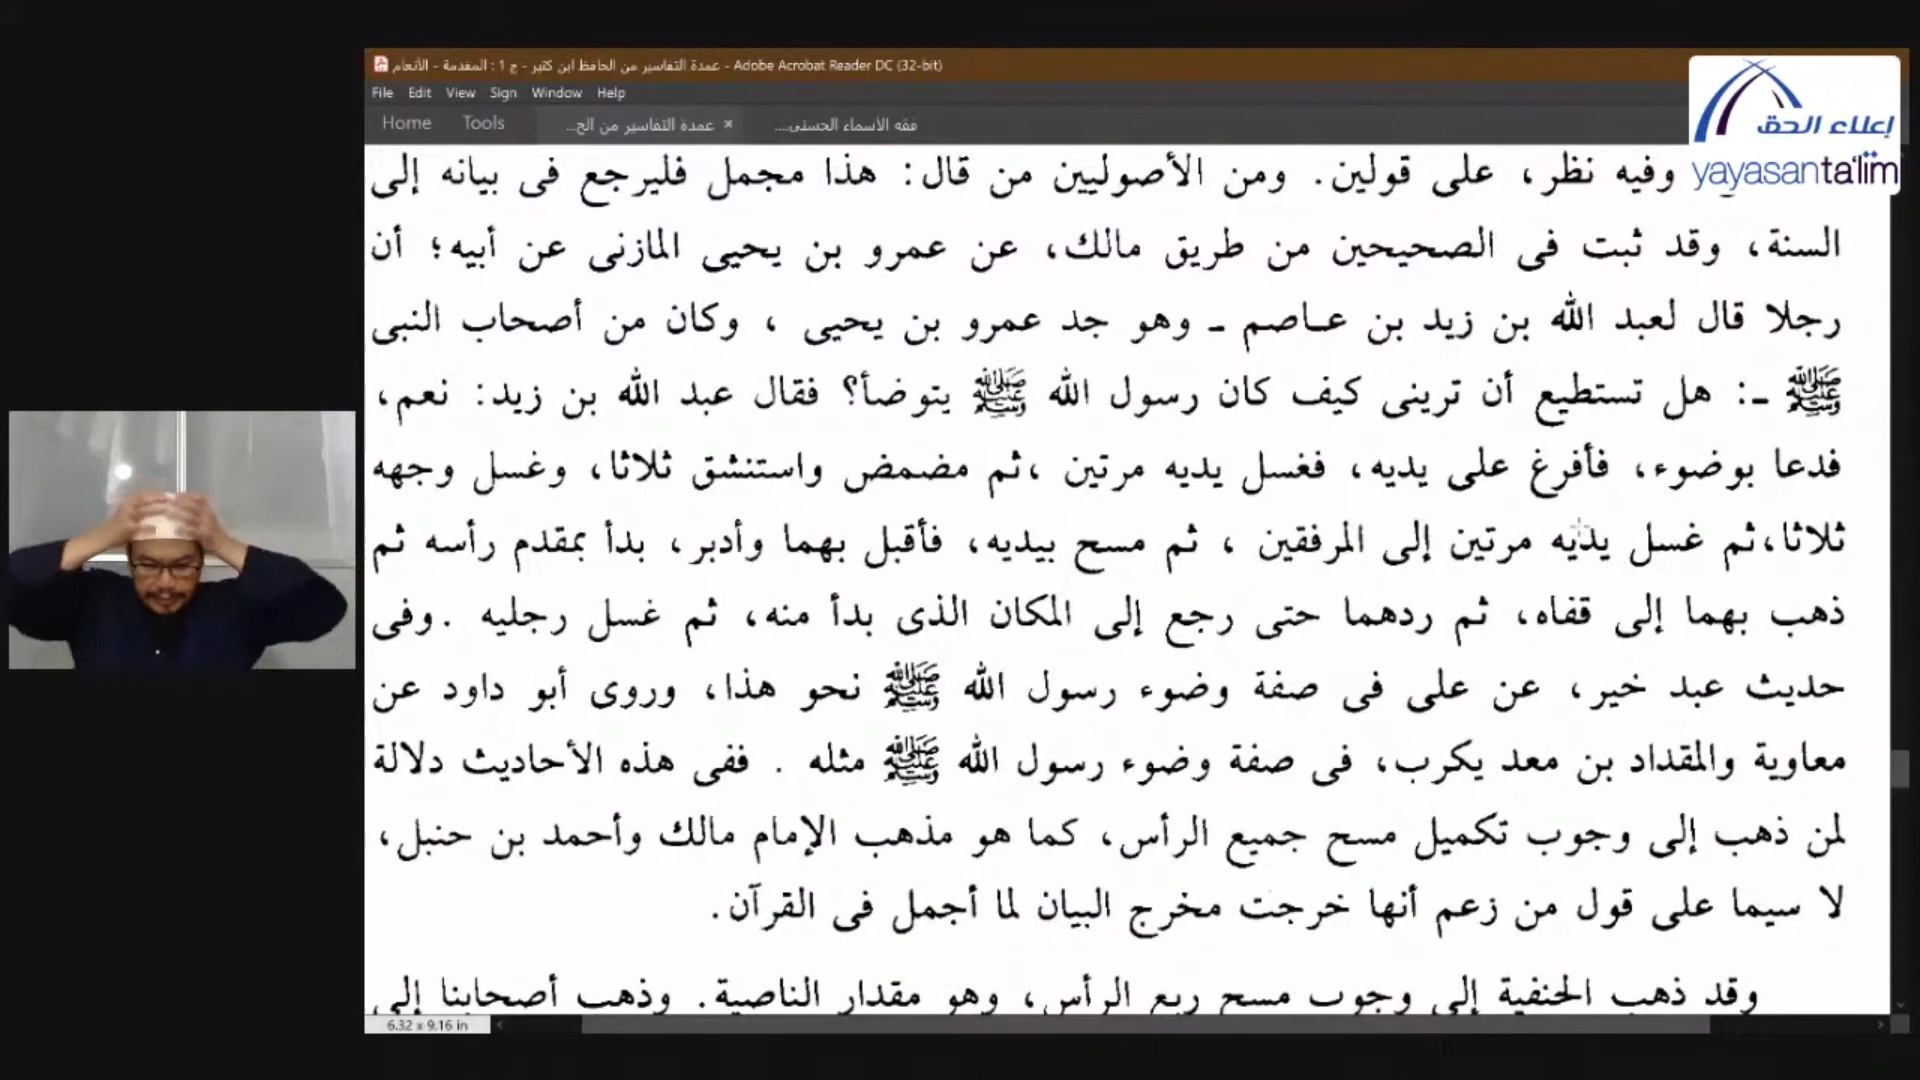 عمدة التفاسير من الحافظ ابن كثير - ج 1 : المقدمة - الأنعام - Adobe Acrobat Reader DC (32-bit)
File Edit View Sign Window Help
Home Tools عمدة التفاسير من الح... × فقه الأسماء الحسنى....
إعلاء الحق
yayasanta'lim
وفيه نظر، على قولين. ومن الأصوليين من قال: هذا مجمل فليرجع فى بيانه إلى
السنة، وقد ثبت فى الصحيحين من طريق مالك، عن عمرو بن يحيى المازنى عن أبيه؛ أن
رجلا قال لعبد الله بن زيد بن عاصم ـ وهو جد عمرو بن يحيى ، وكان من أصحاب النبى
ﷺ ـ: هل تستطيع أن ترينى كيف كان رسول الله ﷺ يتوضأ؟ فقال عبد الله بن زيد: نعم،
فدعا بوضوء، فأفرغ على يديه، فغسل يديه مرتين ،ثم مضمض واستنشق ثلاثا، وغسل وجهه
ثلاثا،ثم غسل يديه مرتين إلى المرفقين ، ثم مسح بيديه، فأقبل بهما وأدبر، بدأ بمقدم رأسه ثم
ذهب بهما إلى قفاه، ثم ردهما حتى رجع إلى المكان الذى بدأ منه، ثم غسل رجليه .وفى
حديث عبد خير، عن على فى صفة وضوء رسول الله ﷺ نحو هذا، وروى أبو داود عن
معاوية والمقداد بن معد يكرب، فى صفة وضوء رسول الله ﷺ مثله . ففى هذه الأحاديث دلالة
لمن ذهب إلى وجوب تكميل مسح جميع الرأس، كما هو مذهب الإمام مالك وأحمد بن حنبل،
لا سيما على قول من زعم أنها خرجت مخرج البيان لما أجمل فى القرآن.
وقد ذهب الحنفية إلى وجوب مسح ربع الرأس، وهو مقدار الناصية. وذهب أصحابنا إلى
6.32 x 9.16 in